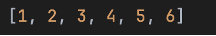 [1, 2, 3, 4, 5, 6]